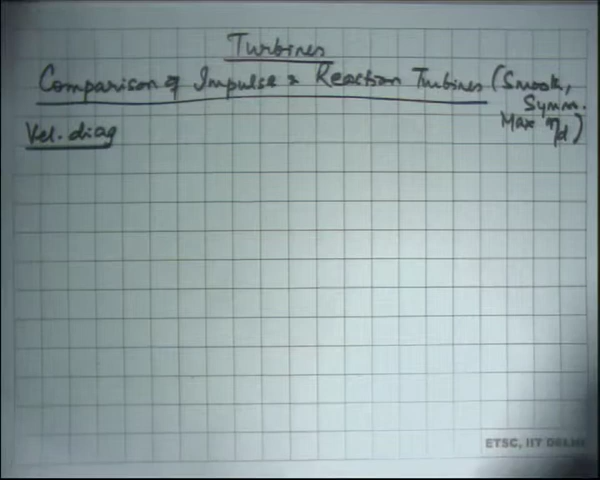 Turbines
Comparison of Impulse & Reaction Turbines (Smooth,
Symm.
Max ηd)
Vel. diag
ETSC, IIT DELHI